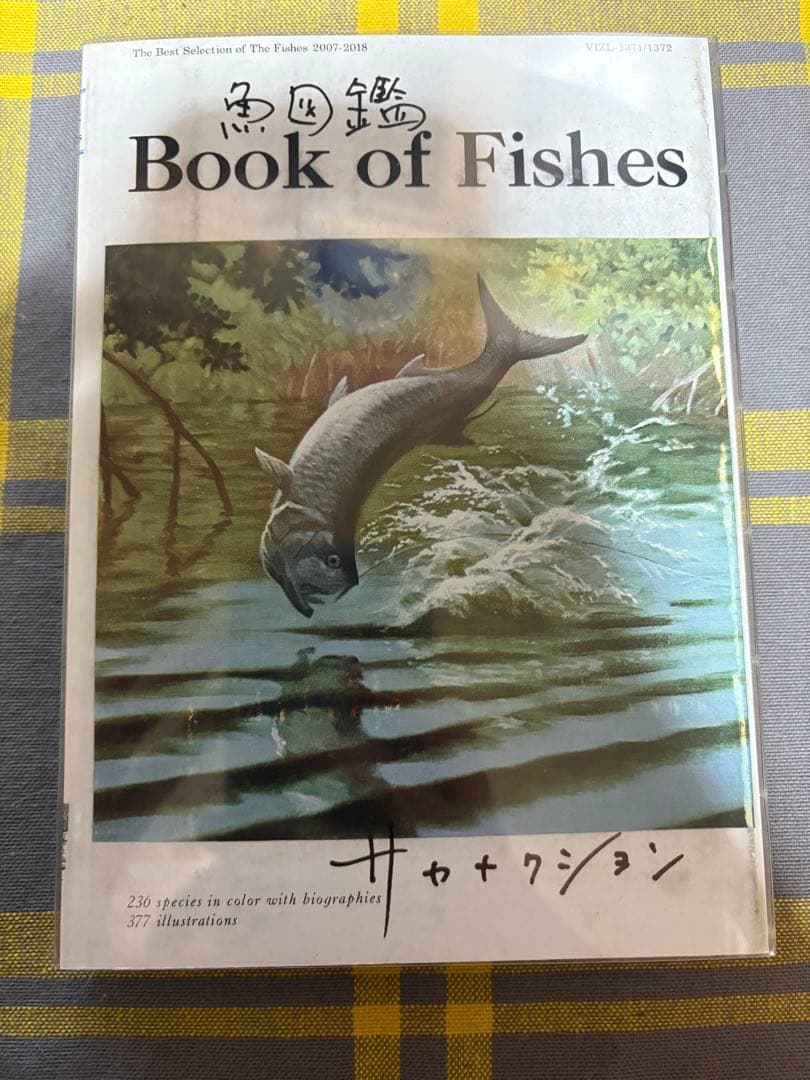 The Best Selection of The Fishes 2007-2018
VIZL-1371/1372
魚図鑑
Book of Fishes
サカナクション
236 species in color with biographies
377 illustrations